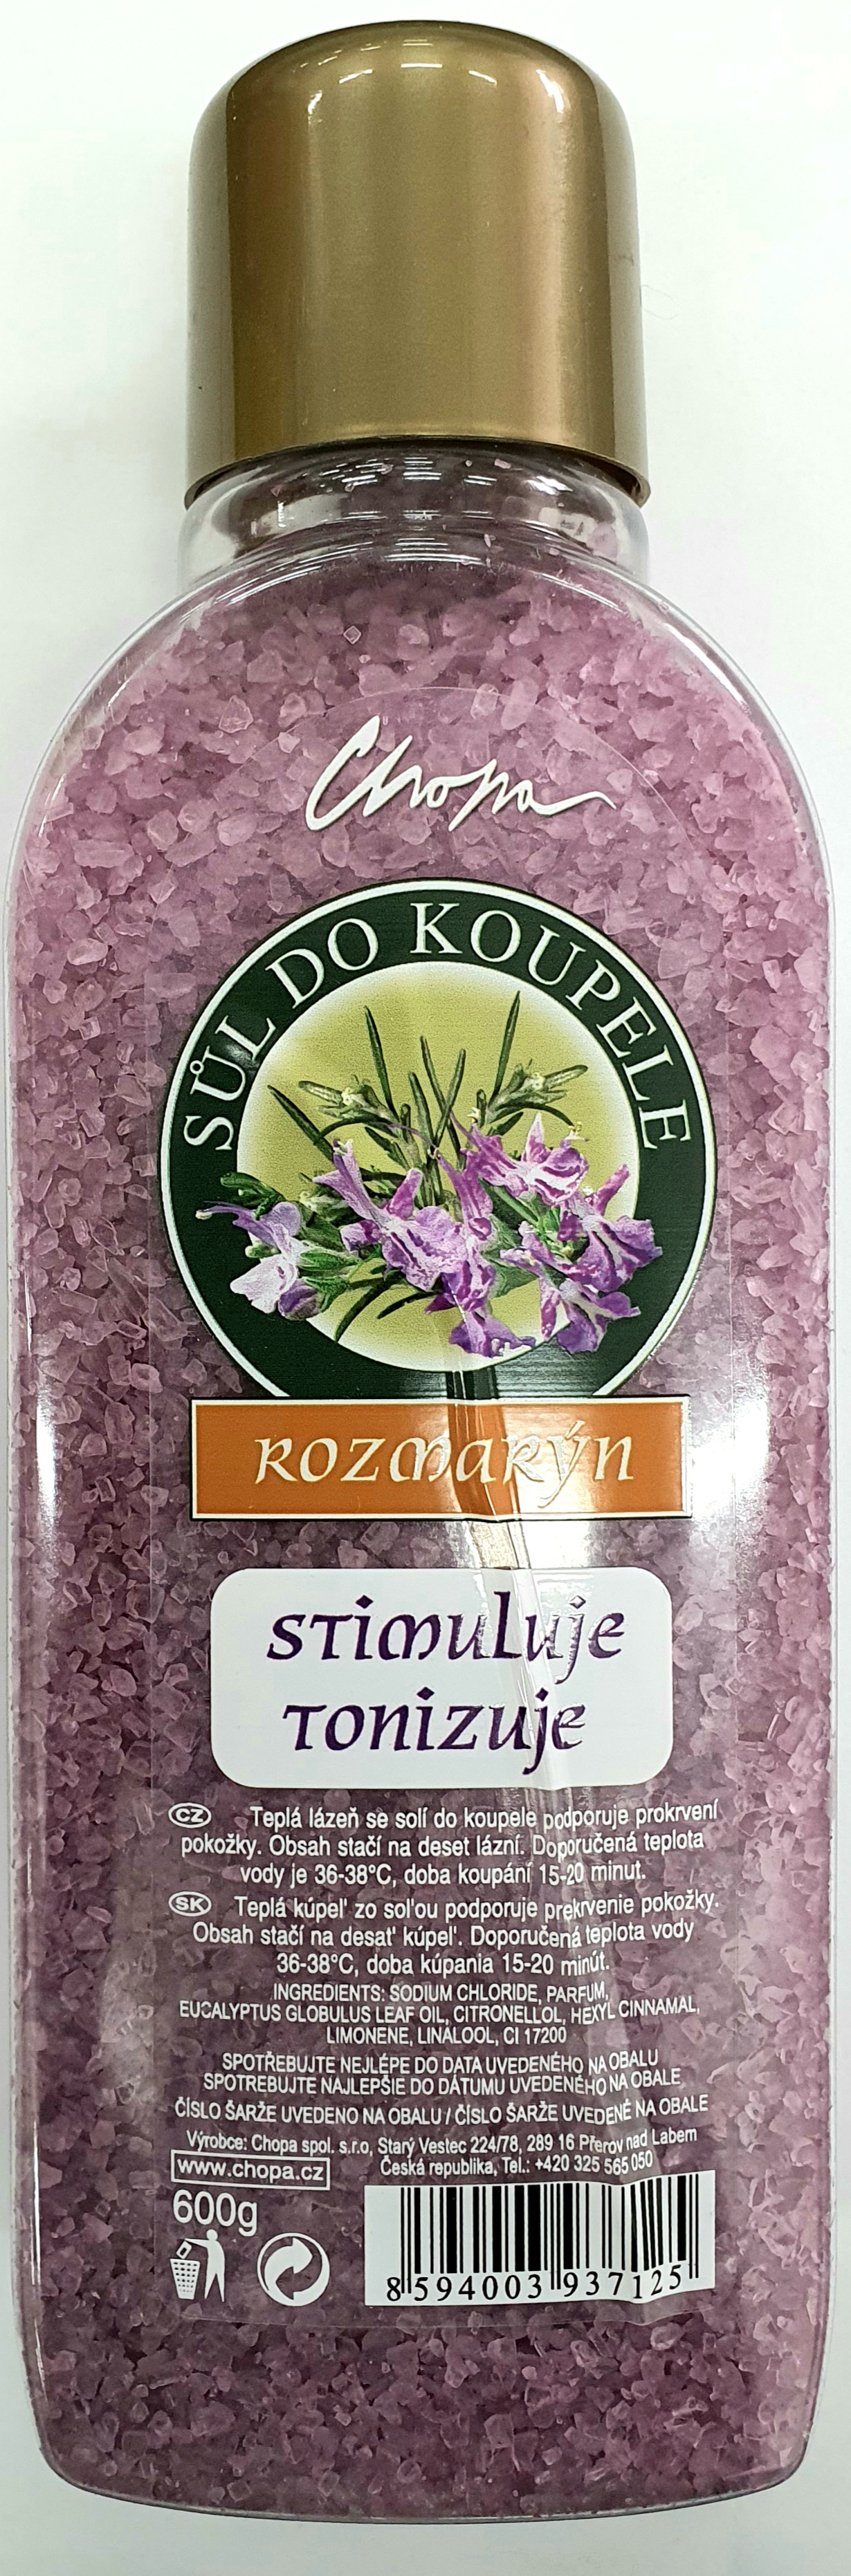 Chopa
SŮL DO KOUPELE
ROZMARÝN
STIMULUJE
TONIZUJE
CZ Teplá lázeň se solí do koupele podporuje prokrvení
pokožky. Obsah stačí na deset lázní. Doporučená teplota
vody je 36-38°C, doba koupání 15-20 minut.
SK Teplá kúpel' zo sol'ou podporuje prekrvenie pokožky.
Obsah stačí na desat' kúpel'. Doporučená teplota vody
36-38°C, doba kúpania 15-20 minút.
INGREDIENTS: SODIUM CHLORIDE, PARFUM,
EUCALYPTUS GLOBULUS LEAF OIL, CITRONELLOL, HEXYL CINNAMAL,
LIMONENE, LINALOOL, CI 17200
SPOTŘEBUJTE NEJLÉPE DO DATA UVEDENÉHO NA OBALU
SPOTREBUJTE NAJLEPŠIE DO DÁTUMU UVEDENÉHO NA OBALE
ČÍSLO ŠARŽE UVEDENO NA OBALU / ČÍSLO ŠARŽE UVEDENÉ NA OBALE
Výrobce: Chopa spol. s.r.o, Starý Vestec 224/78, 289 16 Přerov nad Labem
www.chopa.cz Česká republika, Tel.: +420 325 565 050
600g
8 594003 937125